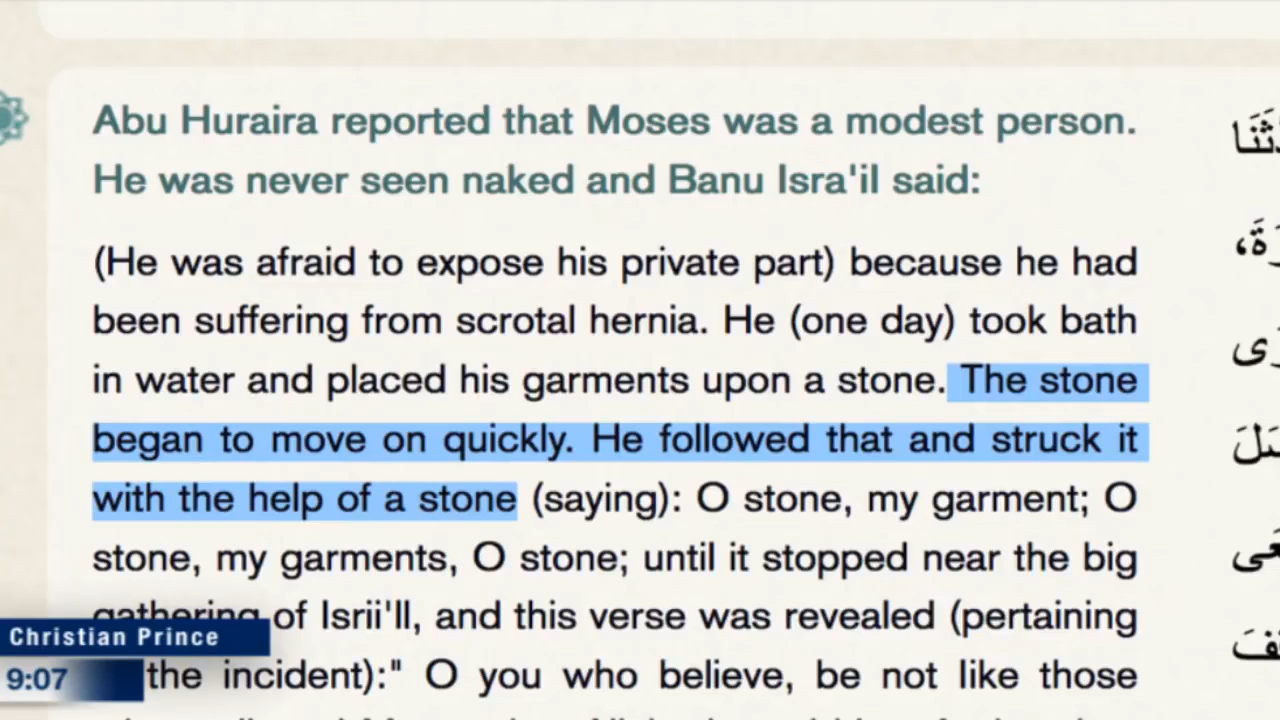 Abu Huraira reported that Moses was a modest person.
He was never seen naked and Banu Isra'il said:
(He was afraid to expose his private part) because he had
been suffering from scrotal hernia. He (one day) took bath
in water and placed his garments upon a stone. The stone
began to move on quickly. He followed that and struck it
with the help of a stone (saying): O stone, my garment; O
stone, my garments, O stone; until it stopped near the big
gathering of Isrii'll, and this verse was revealed (pertaining
the incident):" O you who believe, be not like those
Christian Prince
9:07